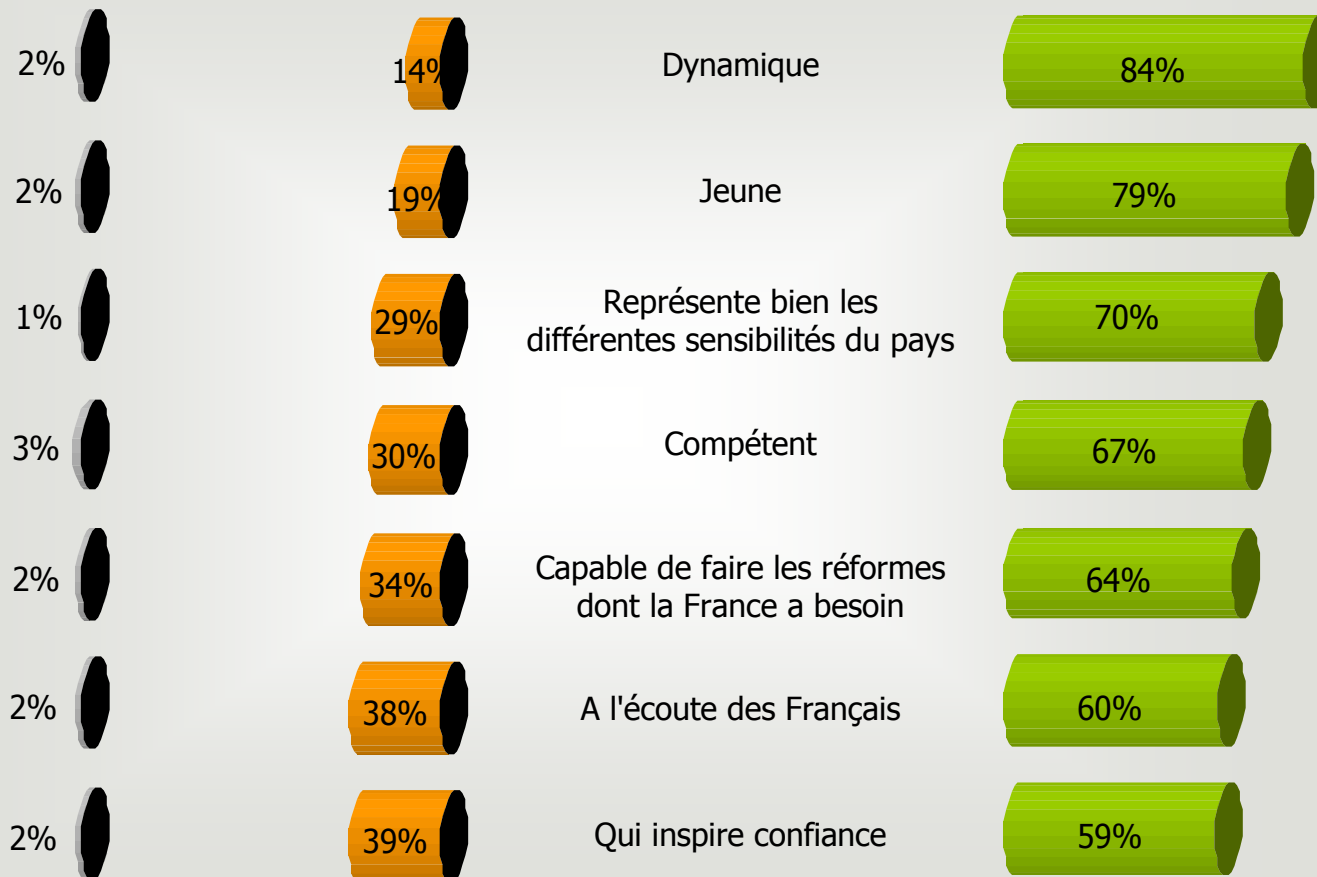 2% 14% Dynamique 84%
2% 19% Jeune 79%
1% 29% Représente bien les
différentes sensibilités du pays 70%
3% 30% Compétent 67%
2% 34% Capable de faire les réformes
dont la France a besoin 64%
2% 38% A l'écoute des Français 60%
2% 39% Qui inspire confiance 59%